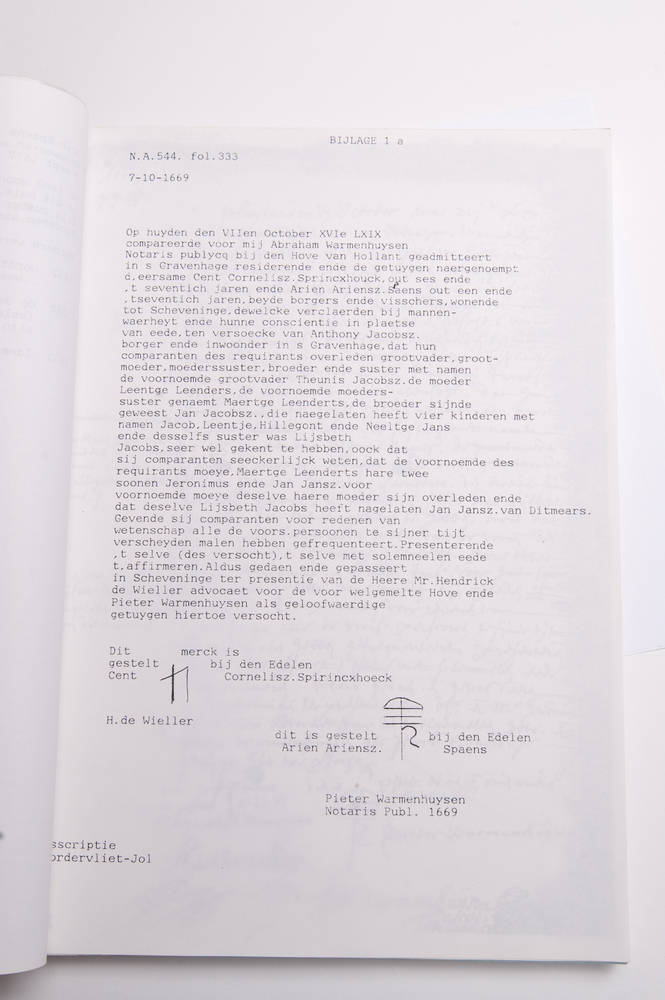 BIJLAGE 1 a
N.A.544. fol.333
7-10-1669
Op huyden den VIIen October XVIe LXIX
compareerde voor mij Abraham Warmenhuysen
Notaris publycq bij den Hove van Hollant geadmitteert
in s Gravenhage residerende ende de getuygen naergenoempt
d,eersame Cent Cornelisz.Sprincxhouck,out ses ende
,t seventich jaren ende Arien Ariensz.Saens out een ende
,tseventich jaren,beyde borgers ende visschers,wonende
tot Scheveninge,dewelcke verclaerden bij mannen-
waerheyt ende hunne conscientie in plaetse
van eede,ten versoecke van Anthony Jacobsz.
borger ende inwoonder in s Gravenhage,dat hun
comparanten des requirants overleden grootvader,groot-
moeder,moederssuster,broeder ende suster met namen
de voornoemde grootvader Theunis Jacobsz.de moeder
Leentge Leenders,de voornoemde moeders-
suster genaemt Maertge Leenderts,de broeder sijnde
geweest Jan Jacobsz.,die naegelaten heeft vier kinderen met
namen Jacob,Leentje,Hillegont ende Neeltge Jans
ende desselfs suster was Lijsbeth
Jacobs,seer wel gekent te hebben,oock dat
sij comparanten seeckerlijck weten,dat de voornoemde des
requirants moeye,Maertge Leenderts hare twee
soonen Jeronimus ende Jan Jansz.voor
voornoemde moeye deselve haere moeder sijn overleden ende
dat deselve Lijsbeth Jacobs heeft nagelaten Jan Jansz.van Ditmears.
Gevende sij comparanten voor redenen van
wetenschap alle de voors.persoonen te sijner tijt
verscheyden malen hebben gefrequenteert.Presenterende
,t selve (des versocht),t selve met solemneelen eede
t,affirmeren.Aldus gedaen ende gepasseert
in Scheveninge ter presentie van de Heere Mr.Hendrick
de Wieller advocaet voor de voor welgemelte Hove ende
Pieter Warmenhuysen als geloofwaerdige
getuygen hiertoe versocht.
Dit merck is
gestelt bij den Edelen
Cent Cornelisz.Spirincxhoeck
H.de Wieller
dit is gestelt bij den Edelen
Arien Ariensz. Spaens
Pieter Warmenhuysen
Notaris Publ. 1669
sscriptie
ordervliet-Jol